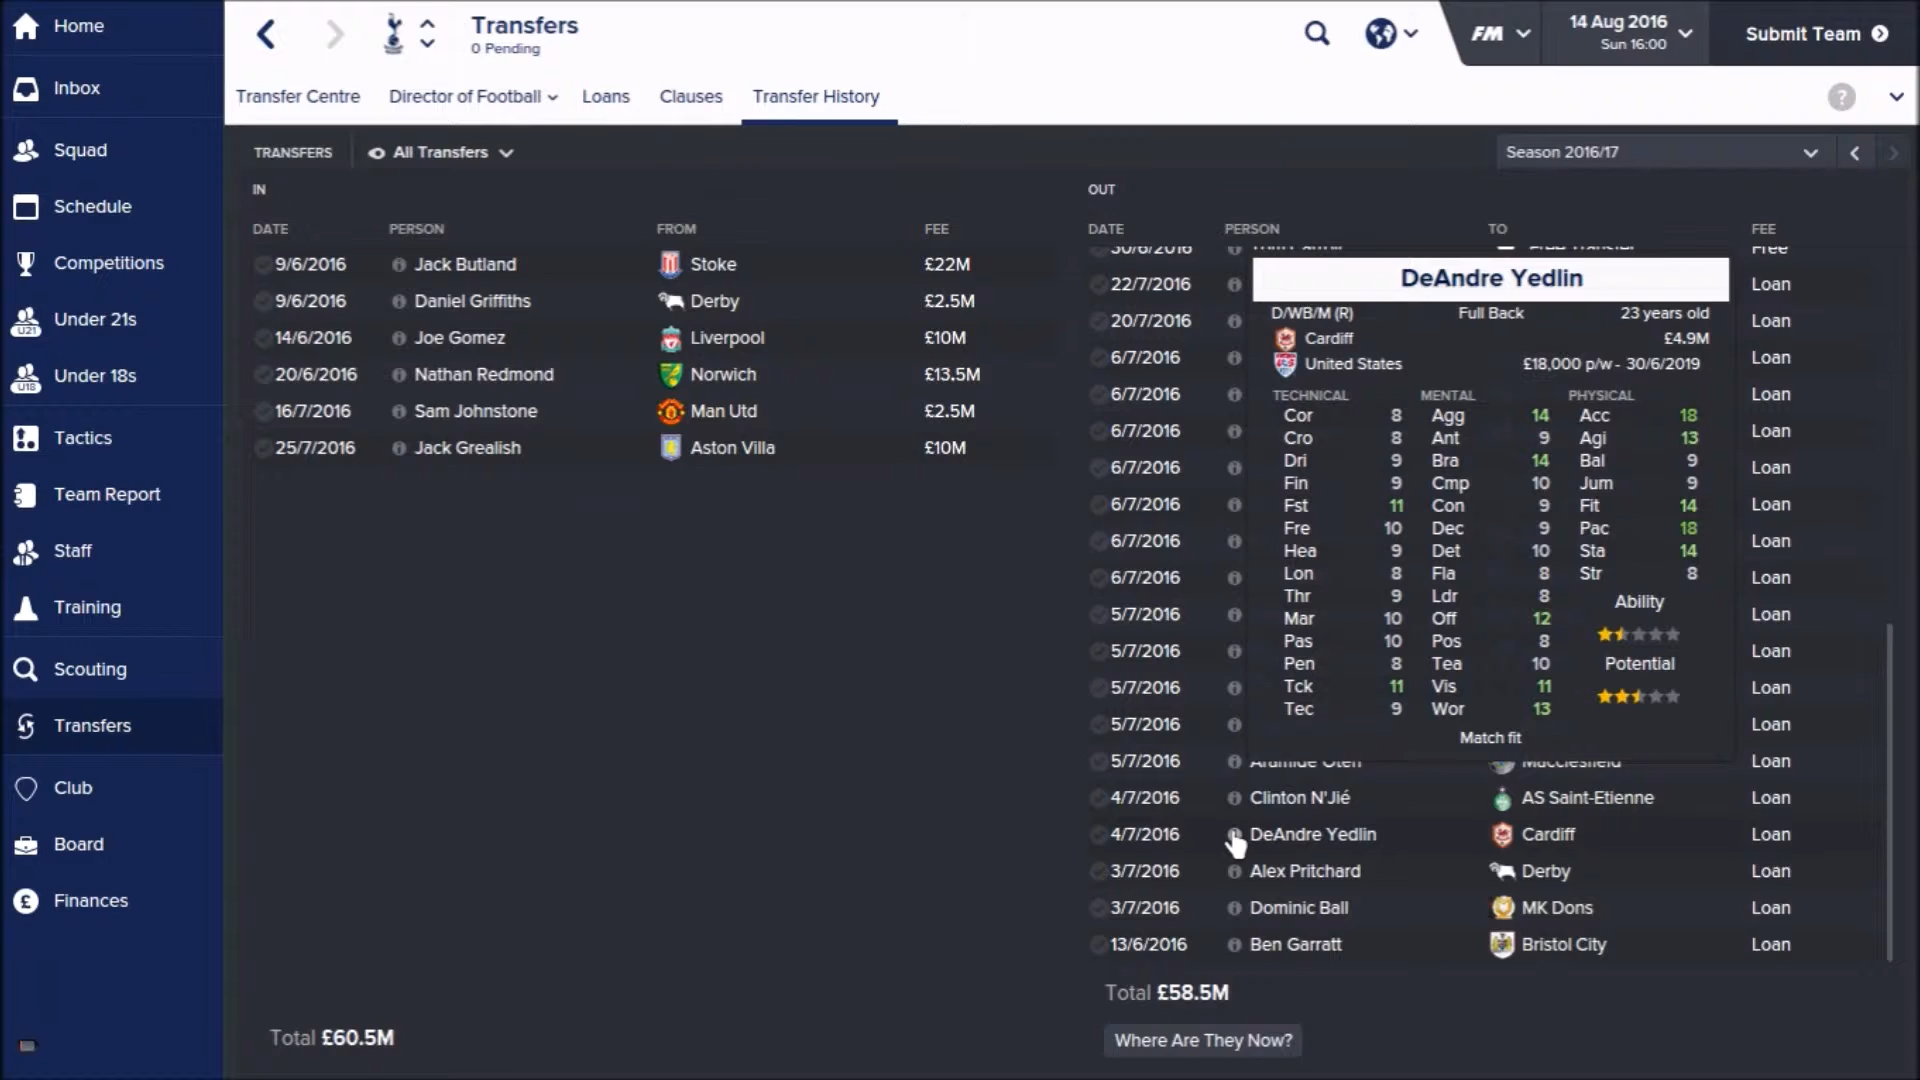 Home
Inbox
Squad
Schedule
Competitions
U21 Under 21s
U18 Under 18s
Tactics
Team Report
Staff
Training
Scouting
Transfers
Club
Board
£ Finances
Transfers
0 Pending
FM
14 Aug 2016
Sun 16:00
Submit Team
Transfer Centre Director of Football Loans Clauses Transfer History ?
TRANSFERS All Transfers Season 2016/17
IN
DATE PERSON FROM FEE
9/6/2016 Jack Butland Stoke £22M
9/6/2016 Daniel Griffiths Derby £2.5M
14/6/2016 Joe Gomez Liverpool £10M
20/6/2016 Nathan Redmond Norwich £13.5M
16/7/2016 Sam Johnstone Man Utd £2.5M
25/7/2016 Jack Grealish Aston Villa £10M
Total £60.5M
OUT
DATE PERSON TO FEE
30/6/2016 Free Transfer Free
22/7/2016 Loan
20/7/2016 Loan
6/7/2016 Loan
6/7/2016 Loan
6/7/2016 Loan
6/7/2016 Loan
6/7/2016 Loan
6/7/2016 Loan
6/7/2016 Loan
5/7/2016 Loan
5/7/2016 Loan
5/7/2016 Loan
5/7/2016 Loan
5/7/2016 Aramide Oteh Macclesfield Loan
4/7/2016 Clinton N'Jié AS Saint-Etienne Loan
4/7/2016 DeAndre Yedlin Cardiff Loan
3/7/2016 Alex Pritchard Derby Loan
3/7/2016 Dominic Ball MK Dons Loan
13/6/2016 Ben Garratt Bristol City Loan
Total £58.5M
Where Are They Now?
DeAndre Yedlin
D/WB/M (R) Full Back 23 years old
Cardiff £4.9M
United States £18,000 p/w - 30/6/2019
TECHNICAL MENTAL PHYSICAL
Cor 8 Agg 14 Acc 18
Cro 8 Ant 9 Agi 13
Dri 9 Bra 14 Bal 9
Fin 9 Cmp 10 Jum 9
Fst 11 Con 9 Fit 14
Fre 10 Dec 9 Pac 18
Hea 9 Det 10 Sta 14
Lon 8 Fla 8 Str 8
Thr 9 Ldr 8 Ability
Mar 10 Off 12
Pas 10 Pos 8
Pen 8 Tea 10 Potential
Tck 11 Vis 11
Tec 9 Wor 13
Match fit